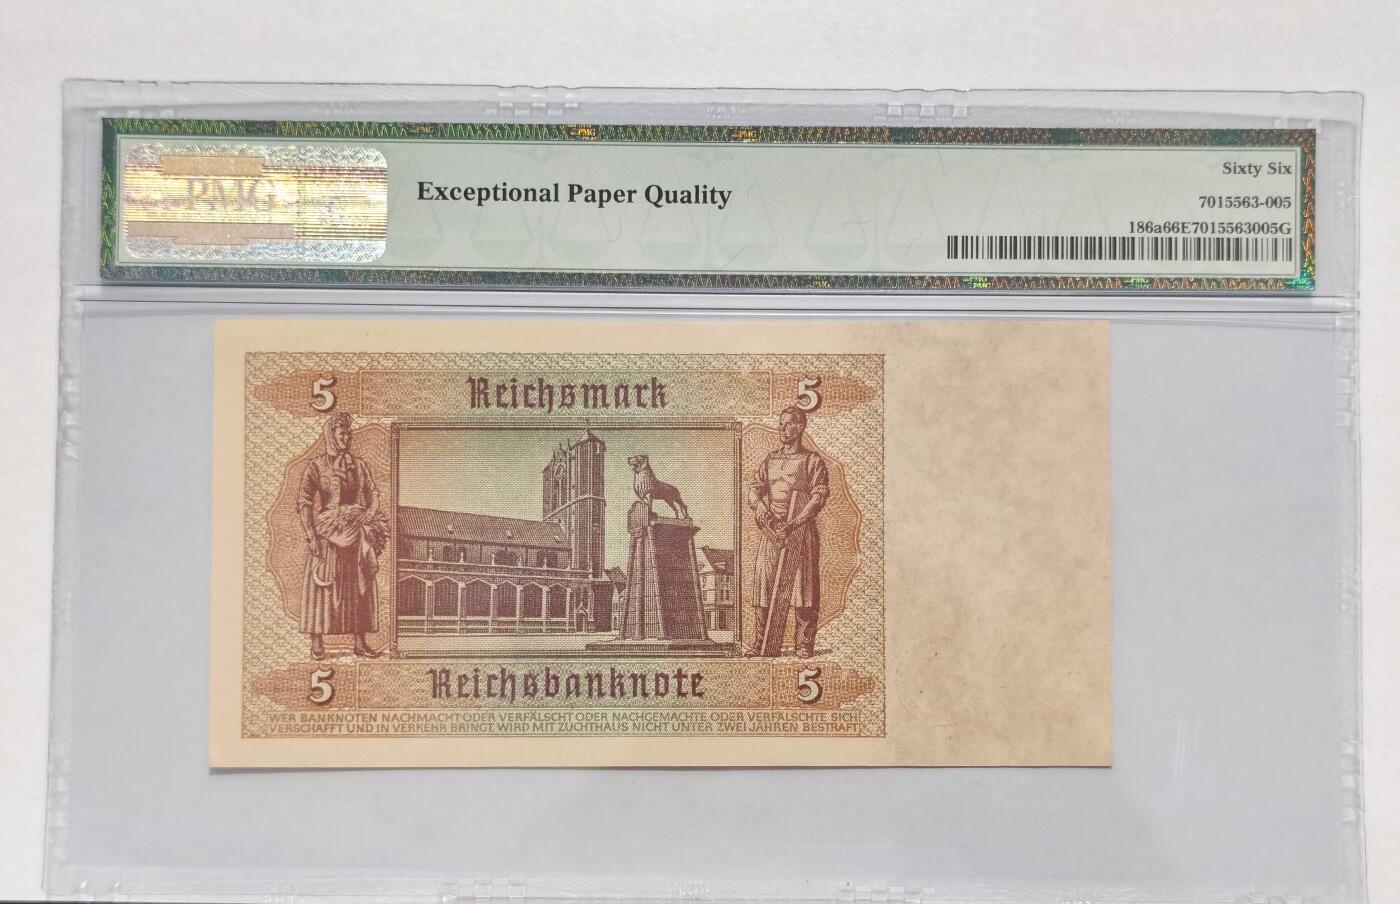 PMG
Exceptional Paper Quality
Sixty Six
7015563-005
186a66E7015563005G
5 Reichsmark 5
5 Reichsbanknote 5
WER BANKNOTEN NACHMACHT ODER VERFÄLSCHT ODER NACHGEMACHTE ODER VERFÄLSCHTE SICH
VERSCHAFFT UND IN VERKEHR BRINGT, WIRD MIT ZUCHTHAUS NICHT UNTER ZWEI JAHREN BESTRAFT